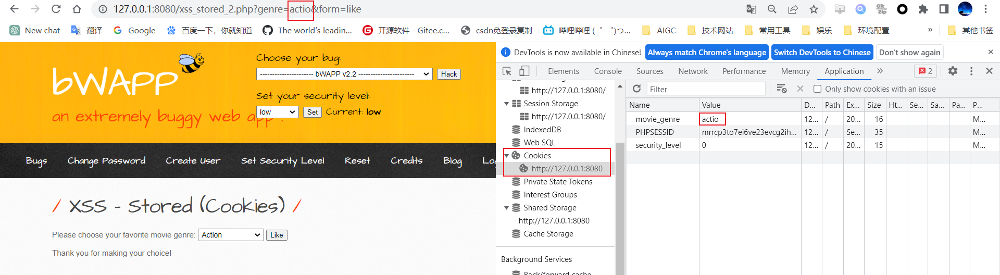 127.0.0.1:8080/xss_stored_2.php?genre=actio&form=like
New chat 翻译 Google 百度一下，你就知道 The world's leadin... 开源软件 - Gitee.c... csdn免登录复制 哔哩哔哩 (゜-゜)つ... AIGC 技术网站 常用工具 娱乐 环境配置 » 其他书签
bWAPP
an extremely buggy web app !
Choose your bug:
---------------------- bWAPP v2.2 ----------------------- Hack
Set your security level:
low Set Current: low
Bugs Change Password Create User Set Security Level Reset Credits Blog Lo
/ XSS - Stored (Cookies) /
Please choose your favorite movie genre: Action Like
Thank you for making your choice!
DevTools is now available in Chinese! Always match Chrome's language Switch DevTools to Chinese Don't show again
Elements Console Sources Network Performance Memory Application » 2
http://127.0.0.1:8080/
Session Storage
http://127.0.0.1:8080/
IndexedDB
Web SQL
Cookies
http://127.0.0.1:8080
Private State Tokens
Interest Groups
Shared Storage
http://127.0.0.1:8080
Cache Storage
Background Services
Back/forward cache
Filter Only show cookies with an issue
Name Value D... Path Ex... Size Ht... Se... Sa... Pa... P...
movie_genre actio 12... / 20... 16 M...
PHPSESSID mrrcp3to7ei6ve23evcg2ih... 12... / Se... 35 M...
security_level 0 12... / 20... 15 M...